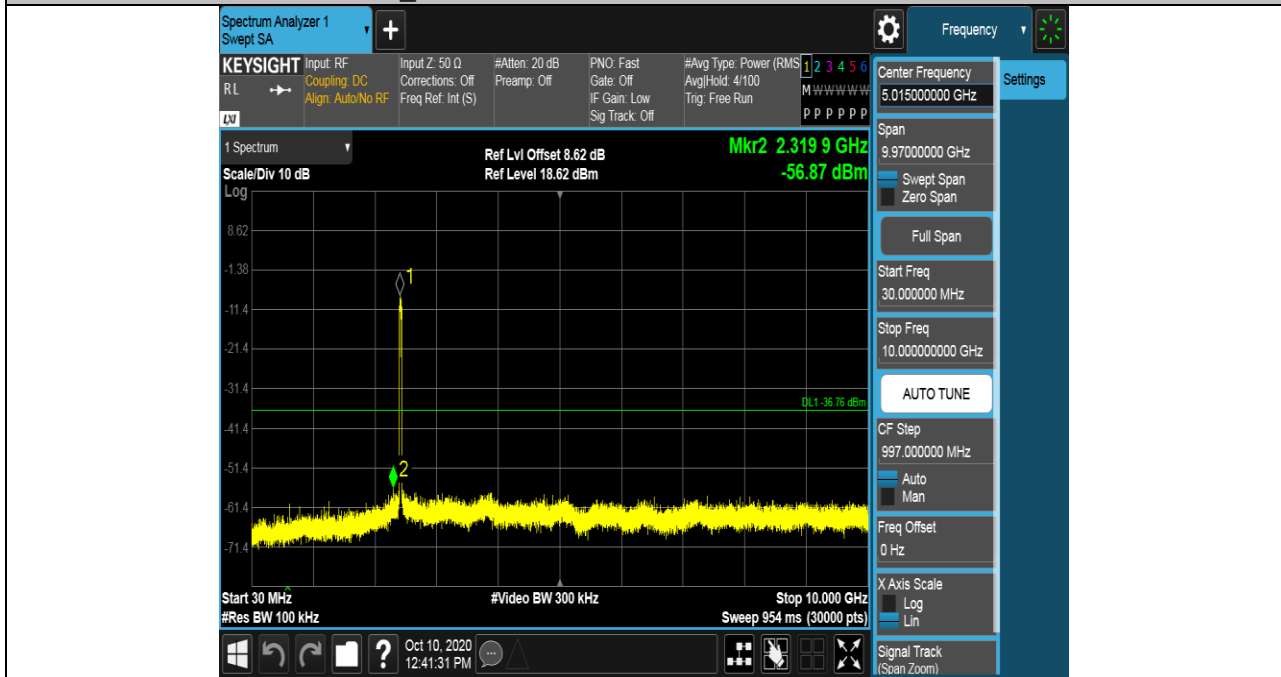 Spectrum Analyzer 1
Swept SA
+
Frequency
KEYSIGHT
RL
LXI
Input: RF
Coupling: DC
Align: Auto/No RF
Input Z: 50 Ω
Corrections: Off
Freq Ref: Int (S)
#Atten: 20 dB
Preamp: Off
PNO: Fast
Gate: Off
IF Gain: Low
Sig Track: Off
#Avg Type: Power (RMS
Avg|Hold: 4/100
Trig: Free Run
1 2 3 4 5 6
M W W W W W
P P P P P P
Center Frequency
5.015000000 GHz
Settings
1 Spectrum
Scale/Div 10 dB
Log
Ref Lvl Offset 8.62 dB
Ref Level 18.62 dBm
Mkr2 2.319 9 GHz
-56.87 dBm
Span
9.97000000 GHz
Swept Span
Zero Span
Full Span
Start Freq
30.000000 MHz
Stop Freq
10.000000000 GHz
AUTO TUNE
CF Step
997.000000 MHz
Auto
Man
Freq Offset
0 Hz
X Axis Scale
Log
Lin
Signal Track
(Span Zoom)
8.62
-1.38
-11.4
-21.4
-31.4
-41.4
-51.4
-61.4
-71.4
1
2
DL1 -36.76 dBm
Start 30 MHz
#Res BW 100 kHz
#Video BW 300 kHz
Stop 10.000 GHz
Sweep 954 ms (30000 pts)
?
Oct 10, 2020
12:41:31 PM